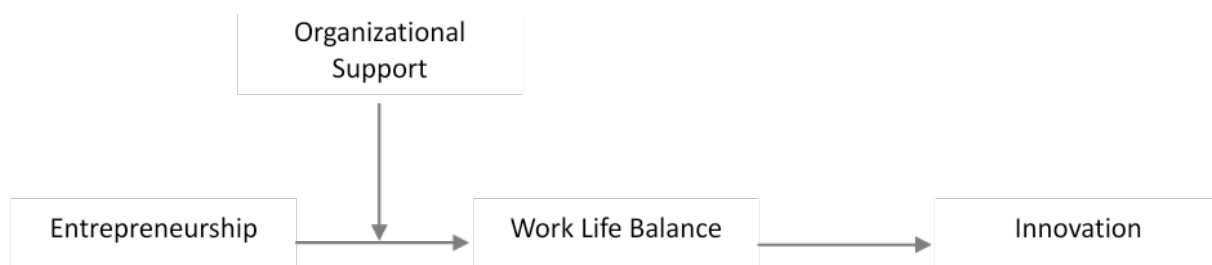 Organizational
Support
Entrepreneurship
Work Life Balance
Innovation